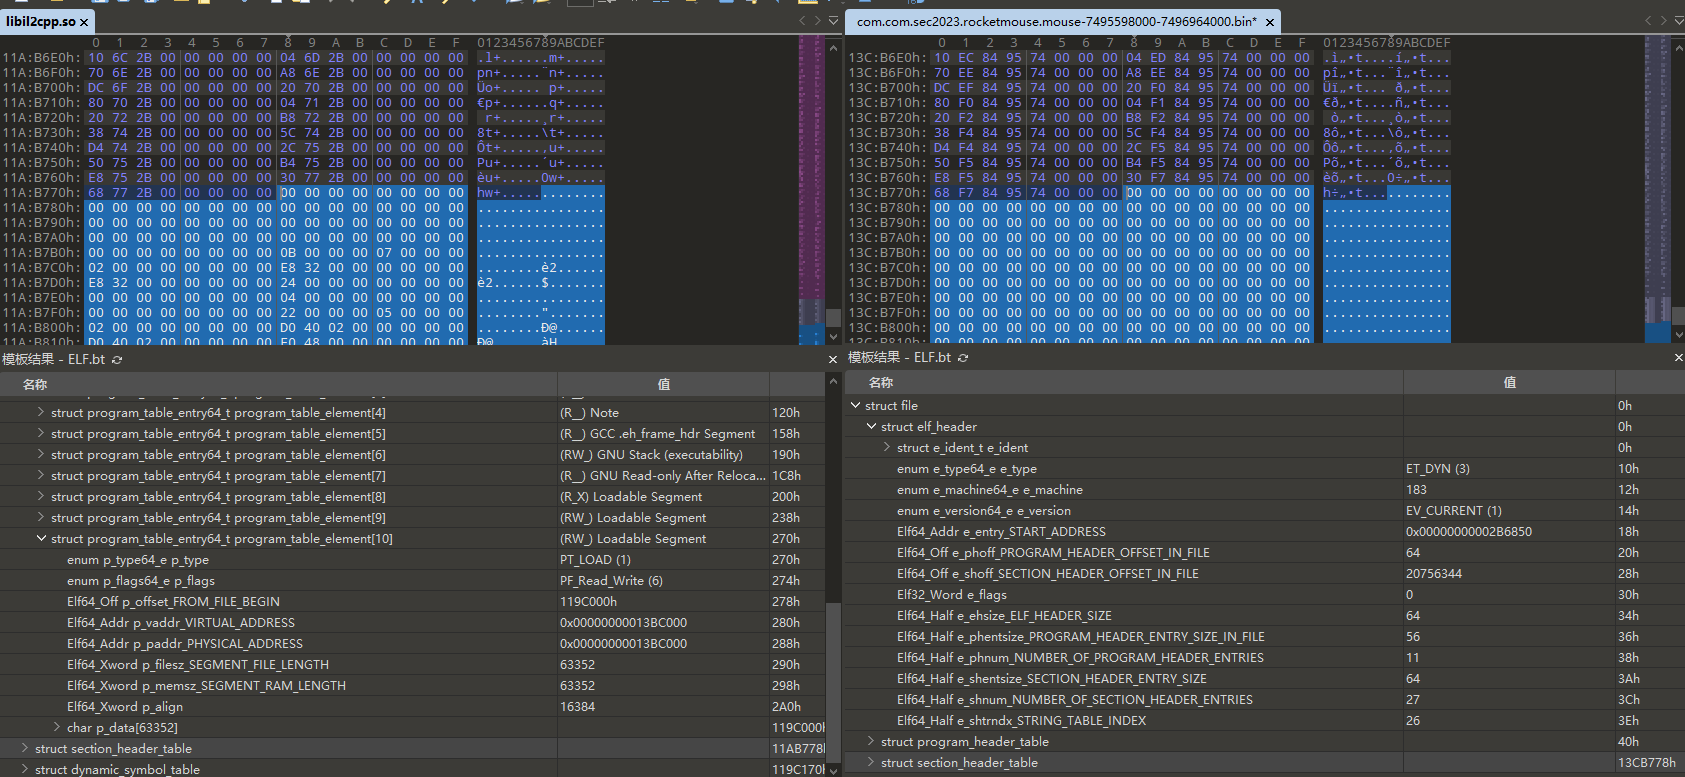 libil2cpp.so ×
0 1 2 3 4 5 6 7 8 9 A B C D E F 0123456789ABCDEF
11A:B6E0h: 10 6C 2B 00 00 00 00 00 04 6D 2B 00 00 00 00 00 .l+......m+.....
11A:B6F0h: 70 6E 2B 00 00 00 00 00 A8 6E 2B 00 00 00 00 00 pn+.....¨n+.....
11A:B700h: DC 6F 2B 00 00 00 00 00 20 70 2B 00 00 00 00 00 Üo+..... p+.....
11A:B710h: 80 70 2B 00 00 00 00 00 04 71 2B 00 00 00 00 00 €p+......q+.....
11A:B720h: 20 72 2B 00 00 00 00 00 B8 72 2B 00 00 00 00 00  r+.....¸r+.....
11A:B730h: 38 74 2B 00 00 00 00 00 5C 74 2B 00 00 00 00 00 8t+.....\t+.....
11A:B740h: D4 74 2B 00 00 00 00 00 2C 75 2B 00 00 00 00 00 Ôt+.....,u+.....
11A:B750h: 50 75 2B 00 00 00 00 00 B4 75 2B 00 00 00 00 00 Pu+.....´u+.....
11A:B760h: E8 75 2B 00 00 00 00 00 30 77 2B 00 00 00 00 00 èu+.....0w+.....
11A:B770h: 68 77 2B 00 00 00 00 00 00 00 00 00 00 00 00 00 hw+.............
11A:B780h: 00 00 00 00 00 00 00 00 00 00 00 00 00 00 00 00 ................
11A:B790h: 00 00 00 00 00 00 00 00 00 00 00 00 00 00 00 00 ................
11A:B7A0h: 00 00 00 00 00 00 00 00 00 00 00 00 00 00 00 00 ................
11A:B7B0h: 00 00 00 00 00 00 00 00 0B 00 00 00 07 00 00 00 ................
11A:B7C0h: 02 00 00 00 00 00 00 00 E8 32 00 00 00 00 00 00 ........è2......
11A:B7D0h: E8 32 00 00 00 00 00 00 24 00 00 00 00 00 00 00 è2......$.......
11A:B7E0h: 00 00 00 00 00 00 00 00 04 00 00 00 00 00 00 00 ................
11A:B7F0h: 00 00 00 00 00 00 00 00 22 00 00 00 05 00 00 00 ........".......
11A:B800h: 02 00 00 00 00 00 00 00 D0 40 02 00 00 00 00 00 ........Ð@......
11A:B810h: D0 40 02 00 00 00 00 00 E0 48 00 00 00 00 00 00 Ð@......àH......
模板结果 - ELF.bt ×
名称 值
struct program_table_entry64_t program_table_element[4] (R__) Note 120h
struct program_table_entry64_t program_table_element[5] (R__) GCC .eh_frame_hdr Segment 158h
struct program_table_entry64_t program_table_element[6] (RW_) GNU Stack (executability) 190h
struct program_table_entry64_t program_table_element[7] (R__) GNU Read-only After Reloca... 1C8h
struct program_table_entry64_t program_table_element[8] (R_X) Loadable Segment 200h
struct program_table_entry64_t program_table_element[9] (RW_) Loadable Segment 238h
struct program_table_entry64_t program_table_element[10] (RW_) Loadable Segment 270h
enum p_type64_e p_type PT_LOAD (1) 270h
enum p_flags64_e p_flags PF_Read_Write (6) 274h
Elf64_Off p_offset_FROM_FILE_BEGIN 119C000h 278h
Elf64_Addr p_vaddr_VIRTUAL_ADDRESS 0x00000000013BC000 280h
Elf64_Addr p_paddr_PHYSICAL_ADDRESS 0x00000000013BC000 288h
Elf64_Xword p_filesz_SEGMENT_FILE_LENGTH 63352 290h
Elf64_Xword p_memsz_SEGMENT_RAM_LENGTH 63352 298h
Elf64_Xword p_align 16384 2A0h
char p_data[63352] 119C000h
struct section_header_table 11AB778h
struct dynamic_symbol_table 119C170h
com.com.sec2023.rocketmouse.mouse-7495598000-7496964000.bin* ×
0 1 2 3 4 5 6 7 8 9 A B C D E F 0123456789ABCDEF
13C:B6E0h: 10 EC 84 95 74 00 00 00 04 ED 84 95 74 00 00 00 .ì„•t....í„•t...
13C:B6F0h: 70 EE 84 95 74 00 00 00 A8 EE 84 95 74 00 00 00 pî„•t...¨î„•t...
13C:B700h: DC EF 84 95 74 00 00 00 20 F0 84 95 74 00 00 00 Üï„•t... ð„•t...
13C:B710h: 80 F0 84 95 74 00 00 00 04 F1 84 95 74 00 00 00 €ð„•t....ñ„•t...
13C:B720h: 20 F2 84 95 74 00 00 00 B8 F2 84 95 74 00 00 00  ò„•t...¸ò„•t...
13C:B730h: 38 F4 84 95 74 00 00 00 5C F4 84 95 74 00 00 00 8ô„•t...\ô„•t...
13C:B740h: D4 F4 84 95 74 00 00 00 2C F5 84 95 74 00 00 00 Ôô„•t...,õ„•t...
13C:B750h: 50 F5 84 95 74 00 00 00 B4 F5 84 95 74 00 00 00 Põ„•t...´õ„•t...
13C:B760h: E8 F5 84 95 74 00 00 00 30 F7 84 95 74 00 00 00 èõ„•t...0÷„•t...
13C:B770h: 68 F7 84 95 74 00 00 00 00 00 00 00 00 00 00 00 h÷„•t...........
13C:B780h: 00 00 00 00 00 00 00 00 00 00 00 00 00 00 00 00 ................
13C:B790h: 00 00 00 00 00 00 00 00 00 00 00 00 00 00 00 00 ................
13C:B7A0h: 00 00 00 00 00 00 00 00 00 00 00 00 00 00 00 00 ................
13C:B7B0h: 00 00 00 00 00 00 00 00 00 00 00 00 00 00 00 00 ................
13C:B7C0h: 00 00 00 00 00 00 00 00 00 00 00 00 00 00 00 00 ................
13C:B7D0h: 00 00 00 00 00 00 00 00 00 00 00 00 00 00 00 00 ................
13C:B7E0h: 00 00 00 00 00 00 00 00 00 00 00 00 00 00 00 00 ................
13C:B7F0h: 00 00 00 00 00 00 00 00 00 00 00 00 00 00 00 00 ................
13C:B800h: 00 00 00 00 00 00 00 00 00 00 00 00 00 00 00 00 ................
13C:B810h: 00 00 00 00 00 00 00 00 00 00 00 00 00 00 00 00 ................
模板结果 - ELF.bt ×
名称 值
struct file 0h
struct elf_header 0h
struct e_ident_t e_ident 0h
enum e_type64_e e_type ET_DYN (3) 10h
enum e_machine64_e e_machine 183 12h
enum e_version64_e e_version EV_CURRENT (1) 14h
Elf64_Addr e_entry_START_ADDRESS 0x00000000002B6850 18h
Elf64_Off e_phoff_PROGRAM_HEADER_OFFSET_IN_FILE 64 20h
Elf64_Off e_shoff_SECTION_HEADER_OFFSET_IN_FILE 20756344 28h
Elf32_Word e_flags 0 30h
Elf64_Half e_ehsize_ELF_HEADER_SIZE 64 34h
Elf64_Half e_phentsize_PROGRAM_HEADER_ENTRY_SIZE_IN_FILE 56 36h
Elf64_Half e_phnum_NUMBER_OF_PROGRAM_HEADER_ENTRIES 11 38h
Elf64_Half e_shentsize_SECTION_HEADER_ENTRY_SIZE 64 3Ah
Elf64_Half e_shnum_NUMBER_OF_SECTION_HEADER_ENTRIES 27 3Ch
Elf64_Half e_shtrndx_STRING_TABLE_INDEX 26 3Eh
struct program_header_table 40h
struct section_header_table 13CB778h